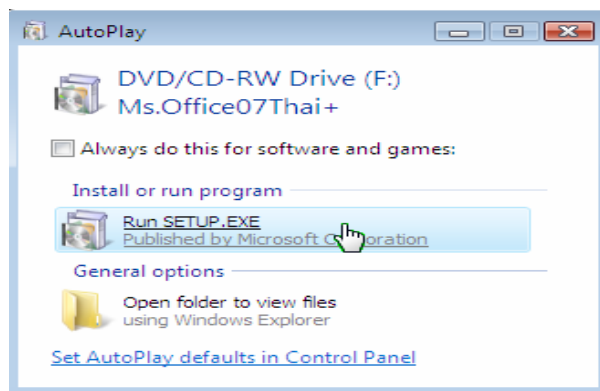 AutoPlay
DVD/CD-RW Drive (F:)
Ms.Office07Thai+
Always do this for software and games:
Install or run program
Run SETUP.EXE
Published by Microsoft Corporation
General options
Open folder to view files
using Windows Explorer
Set AutoPlay defaults in Control Panel